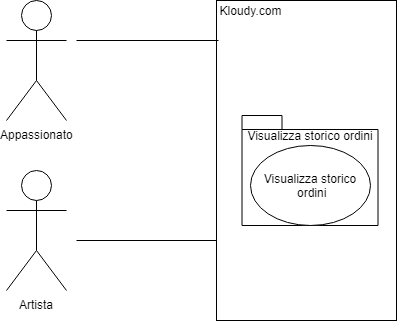 Kloudy.com
Appassionato
Visualizza storico ordini
Visualizza storico
ordini
Artista